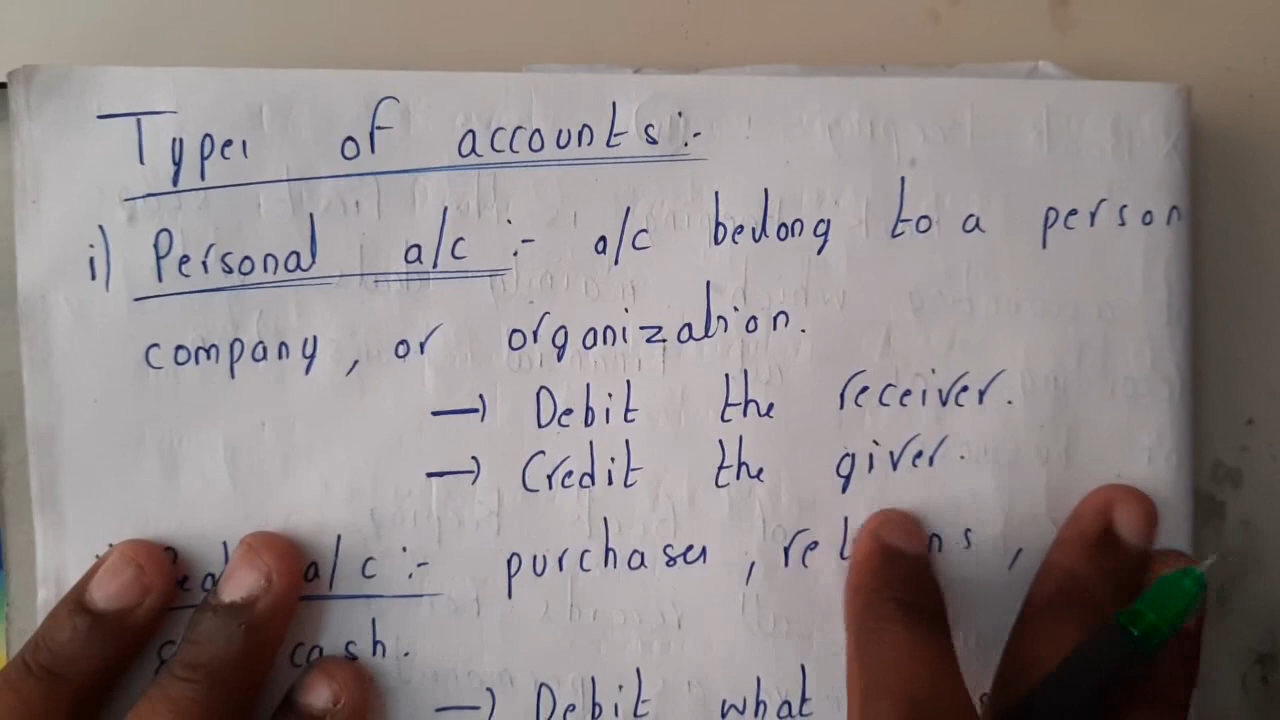 Types of accounts:-
i) Personal a/c :- a/c belong to a person
company, or organization.
→ Debit the receiver.
→ Credit the giver.
a/c :- purchases,
cash.
→ Debit what